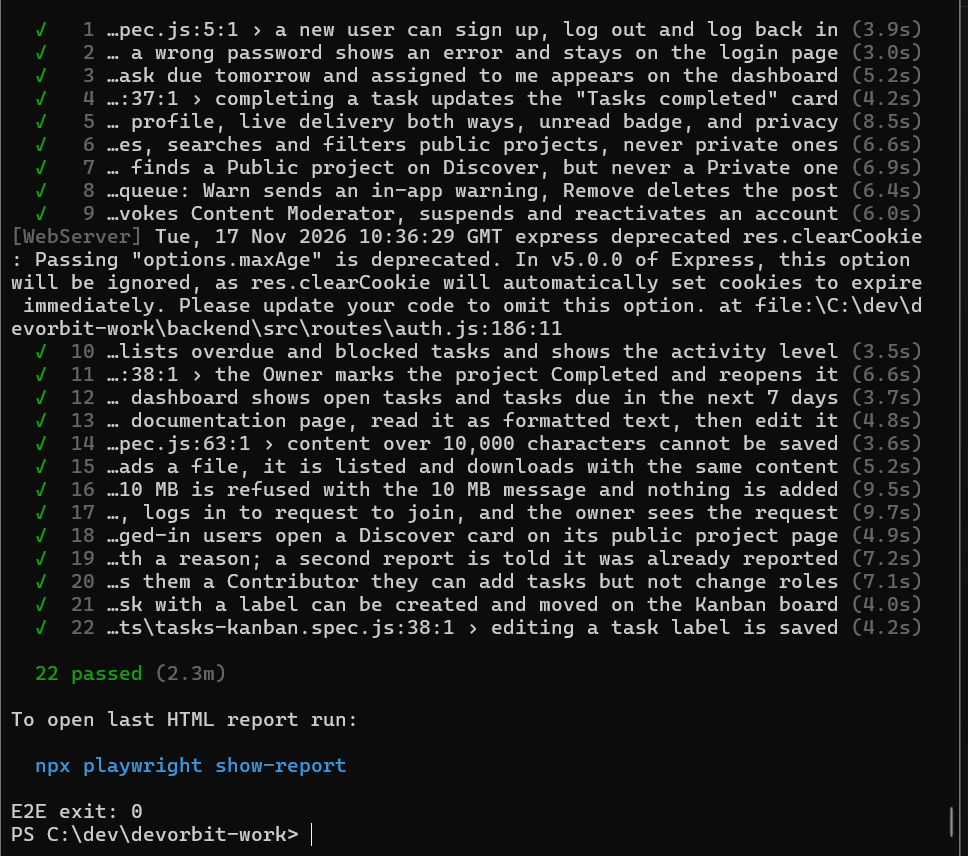 ✓ 1 …pec.js:5:1 › a new user can sign up, log out and log back in (3.9s)
✓ 2 … a wrong password shows an error and stays on the login page (3.0s)
✓ 3 …ask due tomorrow and assigned to me appears on the dashboard (5.2s)
✓ 4 …:37:1 › completing a task updates the "Tasks completed" card (4.2s)
✓ 5 … profile, live delivery both ways, unread badge, and privacy (8.5s)
✓ 6 …es, searches and filters public projects, never private ones (6.6s)
✓ 7 … finds a Public project on Discover, but never a Private one (6.9s)
✓ 8 …queue: Warn sends an in-app warning, Remove deletes the post (6.4s)
✓ 9 …vokes Content Moderator, suspends and reactivates an account (6.0s)
[WebServer] Tue, 17 Nov 2026 10:36:29 GMT express deprecated res.clearCookie
: Passing "options.maxAge" is deprecated. In v5.0.0 of Express, this option
will be ignored, as res.clearCookie will automatically set cookies to expire
immediately. Please update your code to omit this option. at file:\C:\dev\d
evorbit-work\backend\src\routes\auth.js:186:11
✓ 10 …lists overdue and blocked tasks and shows the activity level (3.5s)
✓ 11 …:38:1 › the Owner marks the project Completed and reopens it (6.6s)
✓ 12 … dashboard shows open tasks and tasks due in the next 7 days (3.7s)
✓ 13 … documentation page, read it as formatted text, then edit it (4.8s)
✓ 14 …pec.js:63:1 › content over 10,000 characters cannot be saved (3.6s)
✓ 15 …ads a file, it is listed and downloads with the same content (5.2s)
✓ 16 …10 MB is refused with the 10 MB message and nothing is added (9.5s)
✓ 17 …, logs in to request to join, and the owner sees the request (9.7s)
✓ 18 …ged-in users open a Discover card on its public project page (4.9s)
✓ 19 …th a reason; a second report is told it was already reported (7.2s)
✓ 20 …s them a Contributor they can add tasks but not change roles (7.1s)
✓ 21 …sk with a label can be created and moved on the Kanban board (4.0s)
✓ 22 …ts\tasks-kanban.spec.js:38:1 › editing a task label is saved (4.2s)
22 passed (2.3m)
To open last HTML report run:
npx playwright show-report
E2E exit: 0
PS C:\dev\devorbit-work>